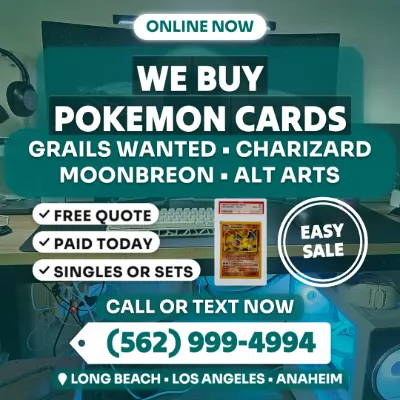 ONLINE NOW
WE BUY
POKEMON CARDS
GRAILS WANTED ▪ CHARIZARD
MOONBREON ▪ ALT ARTS
✓ FREE QUOTE
✓ PAID TODAY
✓ SINGLES OR SETS
EASY
SALE
CALL OR TEXT NOW
(562) 999-4994
LONG BEACH ▪ LOS ANGELES ▪ ANAHEIM